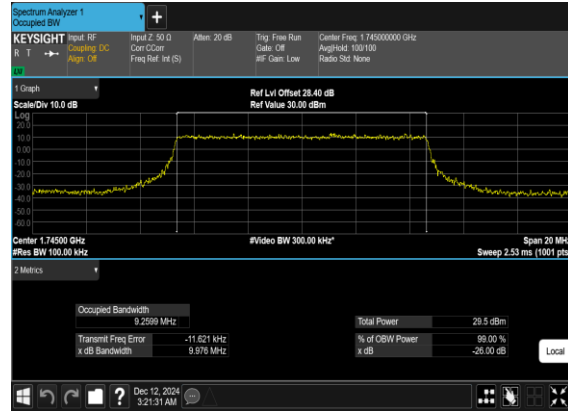 Spectrum Analyzer 1
Occupied BW
+
KEYSIGHT
R T
LM
Input: RF
Coupling: DC
Align: Off
Input Z: 50 Ω
Corr CCorr
Freq Ref: Int (S)
Atten: 20 dB
Trig: Free Run
Gate: Off
#IF Gain: Low
Center Freq: 1.745000000 GHz
Avg|Hold: 100/100
Radio Std: None
1 Graph
Scale/Div 10.0 dB
Ref Lvl Offset 28.40 dB
Ref Value 30.00 dBm
Log
20.0
10.0
0.00
-10.0
-20.0
-30.0
-40.0
-50.0
-60.0
Center 1.74500 GHz
#Res BW 100.00 kHz
#Video BW 300.00 kHz*
Span 20 MHz
Sweep 2.53 ms (1001 pts)
2 Metrics
Occupied Bandwidth
9.2599 MHz
Transmit Freq Error -11.621 kHz
x dB Bandwidth 9.976 MHz
Total Power 29.5 dBm
% of OBW Power 99.00 %
x dB -26.00 dB
Local
?
Dec 12, 2024
3:21:31 AM